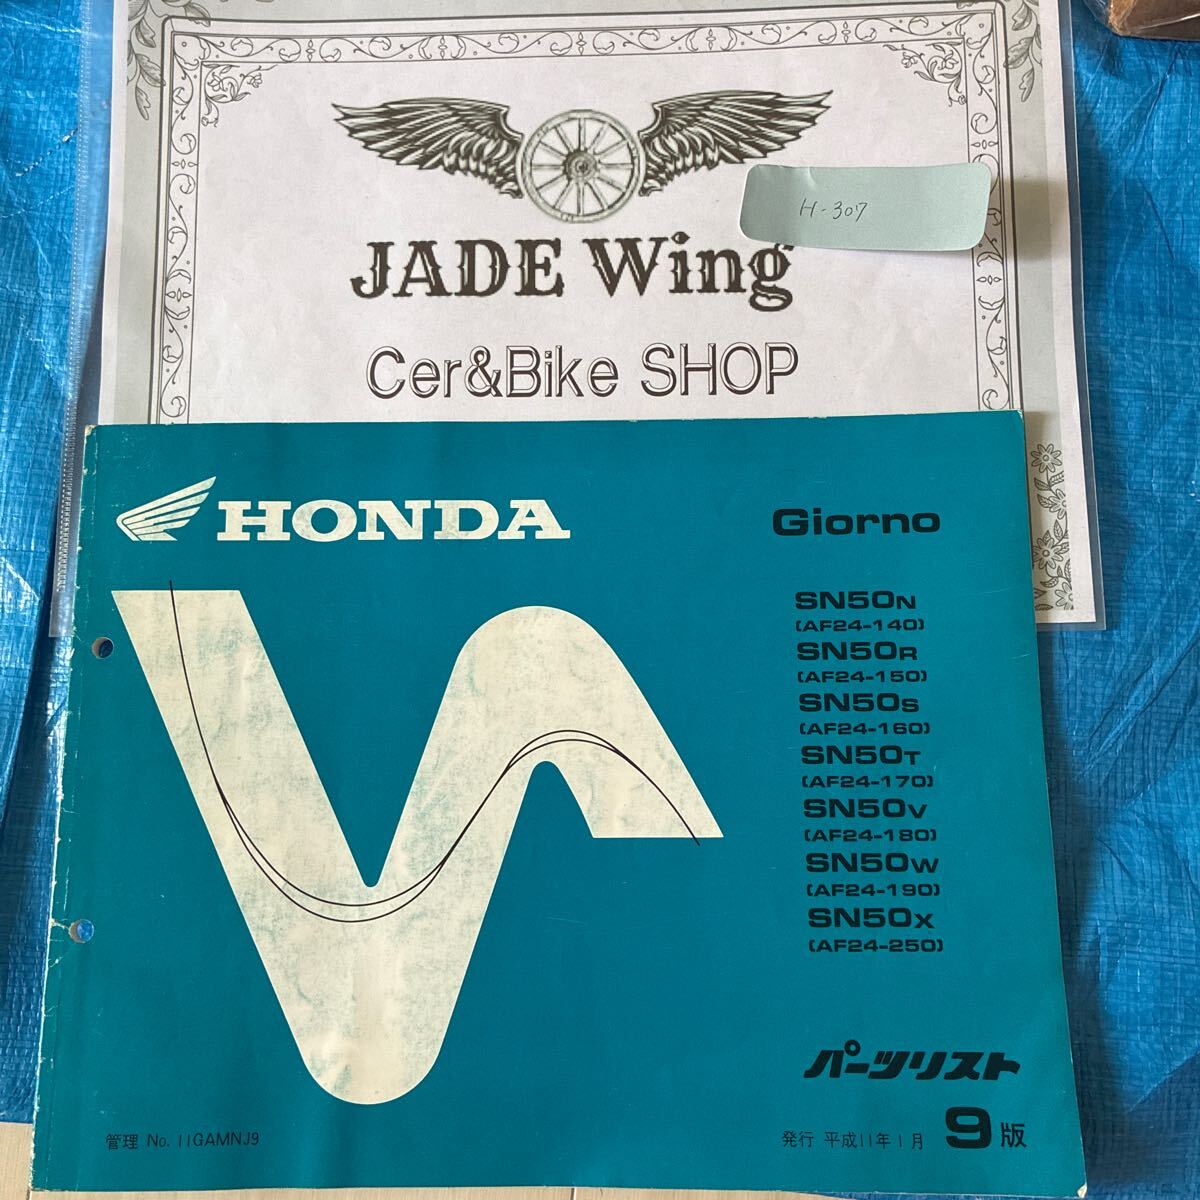 H-307
JADE Wing
Cer&Bike SHOP
HONDA
Giorno
SN50N
(AF24-140)
SN50R
(AF24-150)
SN50S
(AF24-160)
SN50T
(AF24-170)
SN50V
(AF24-180)
SN50W
(AF24-190)
SN50X
(AF24-250)
パーツリスト
管理 No. 11GAMNJ9
発行 平成11年1月 9版